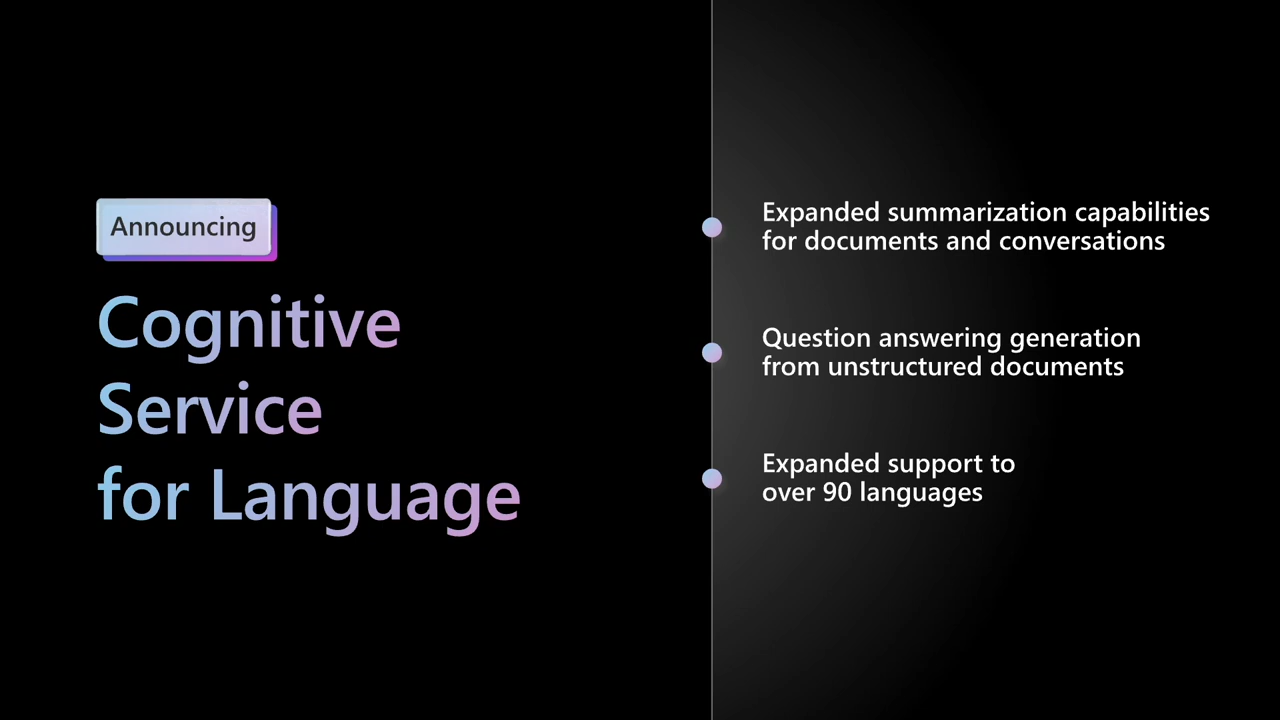 Announcing
Cognitive
Service
for Language
Expanded summarization capabilities
for documents and conversations
Question answering generation
from unstructured documents
Expanded support to
over 90 languages